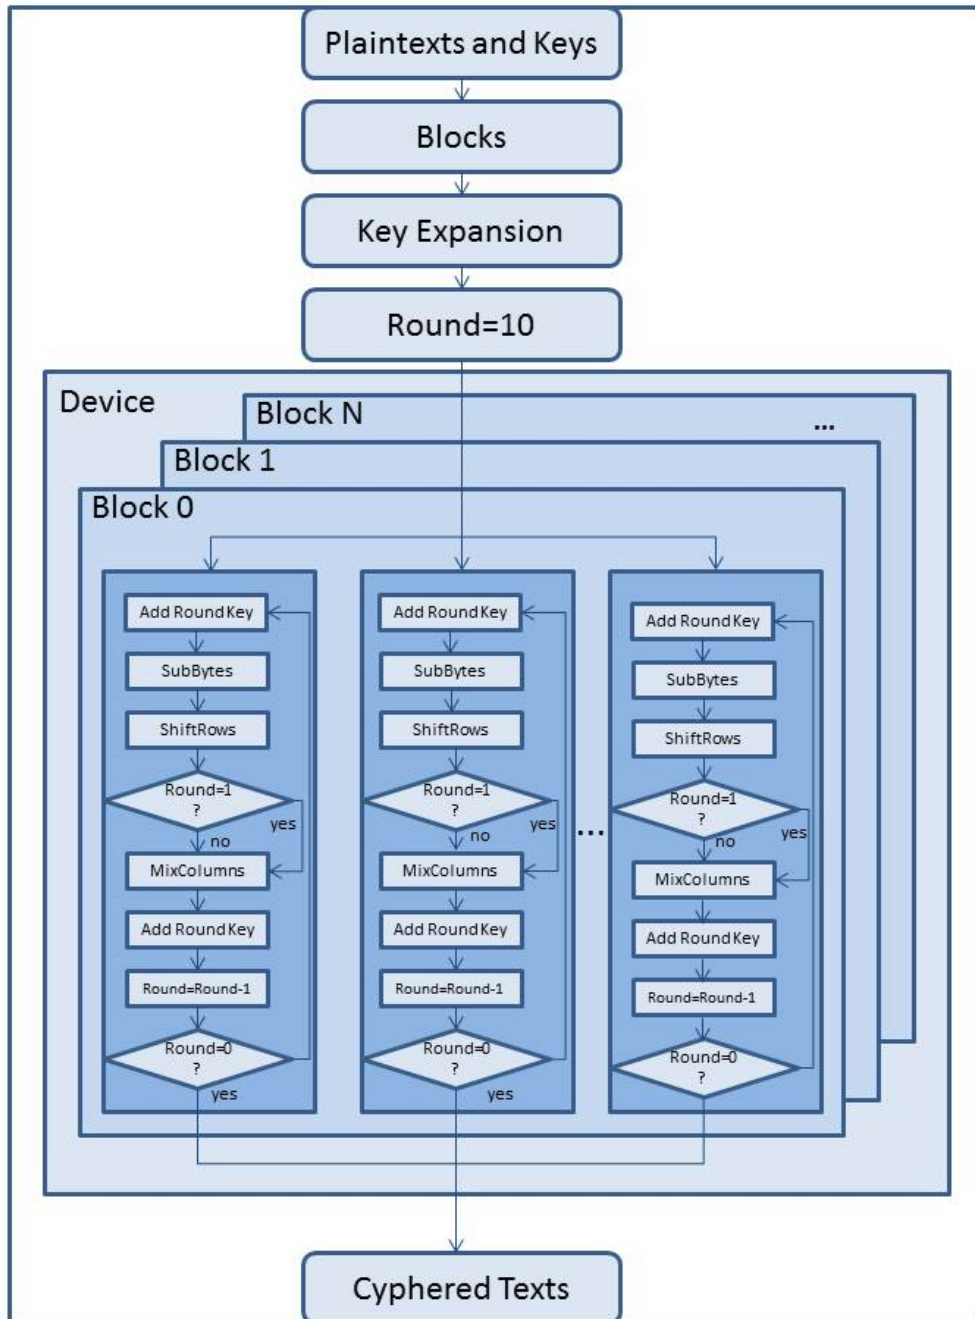 Plaintexts and Keys
Blocks
Key Expansion
Round=10
Device
Block N
...
Block 1
Block 0
Add RoundKey
SubBytes
ShiftRows
Round=1
?
yes
no
MixColumns
Add RoundKey
Round=Round-1
Round=0
?
yes
Add RoundKey
SubBytes
ShiftRows
Round=1
?
yes
no
MixColumns
Add RoundKey
Round=Round-1
Round=0
?
yes
...
Add RoundKey
SubBytes
ShiftRows
Round=1
?
yes
no
MixColumns
Add RoundKey
Round=Round-1
Round=0
?
Cyphered Texts